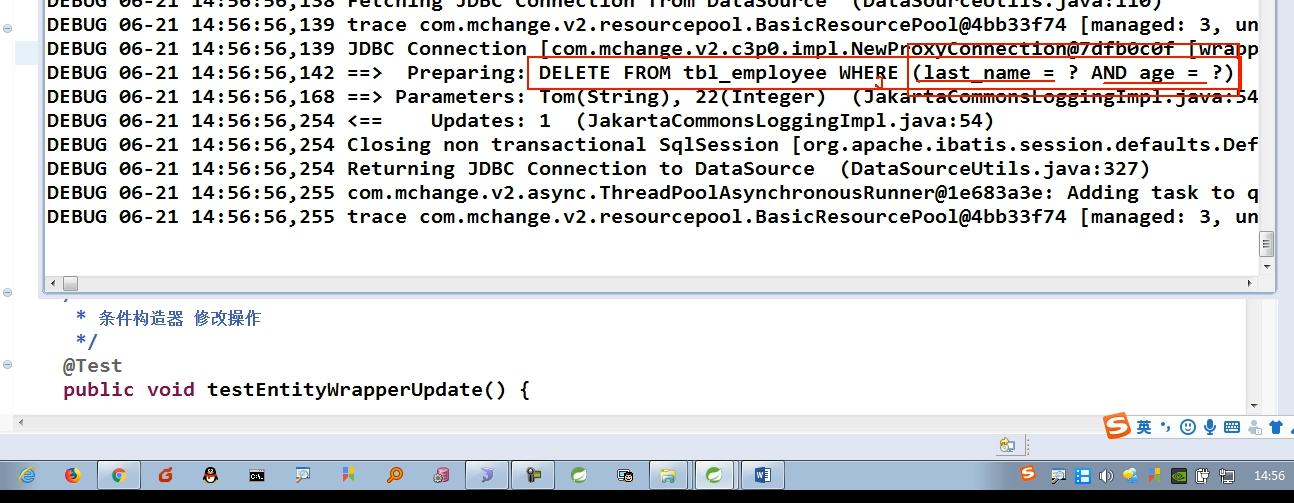 DEBUG 06-21 14:56:56,138 Fetching JDBC Connection from DataSource  (DataSourceUtils.java:110)
DEBUG 06-21 14:56:56,139 trace com.mchange.v2.resourcepool.BasicResourcePool@4bb33f74 [managed: 3, un
DEBUG 06-21 14:56:56,139 JDBC Connection [com.mchange.v2.c3p0.impl.NewProxyConnection@7dfb0c0f [wrapp
DEBUG 06-21 14:56:56,142 ==>  Preparing: DELETE FROM tbl_employee WHERE (last_name = ? AND age = ?)
DEBUG 06-21 14:56:56,168 ==> Parameters: Tom(String), 22(Integer)  (JakartaCommonsLoggingImpl.java:54
DEBUG 06-21 14:56:56,254 <==    Updates: 1  (JakartaCommonsLoggingImpl.java:54)
DEBUG 06-21 14:56:56,254 Closing non transactional SqlSession [org.apache.ibatis.session.defaults.Def
DEBUG 06-21 14:56:56,254 Returning JDBC Connection to DataSource  (DataSourceUtils.java:327)
DEBUG 06-21 14:56:56,255 com.mchange.v2.async.ThreadPoolAsynchronousRunner@1e683a3e: Adding task to q
DEBUG 06-21 14:56:56,255 trace com.mchange.v2.resourcepool.BasicResourcePool@4bb33f74 [managed: 3, un
* 条件构造器 修改操作
*/
@Test
public void testEntityWrapperUpdate() {
英
14:56